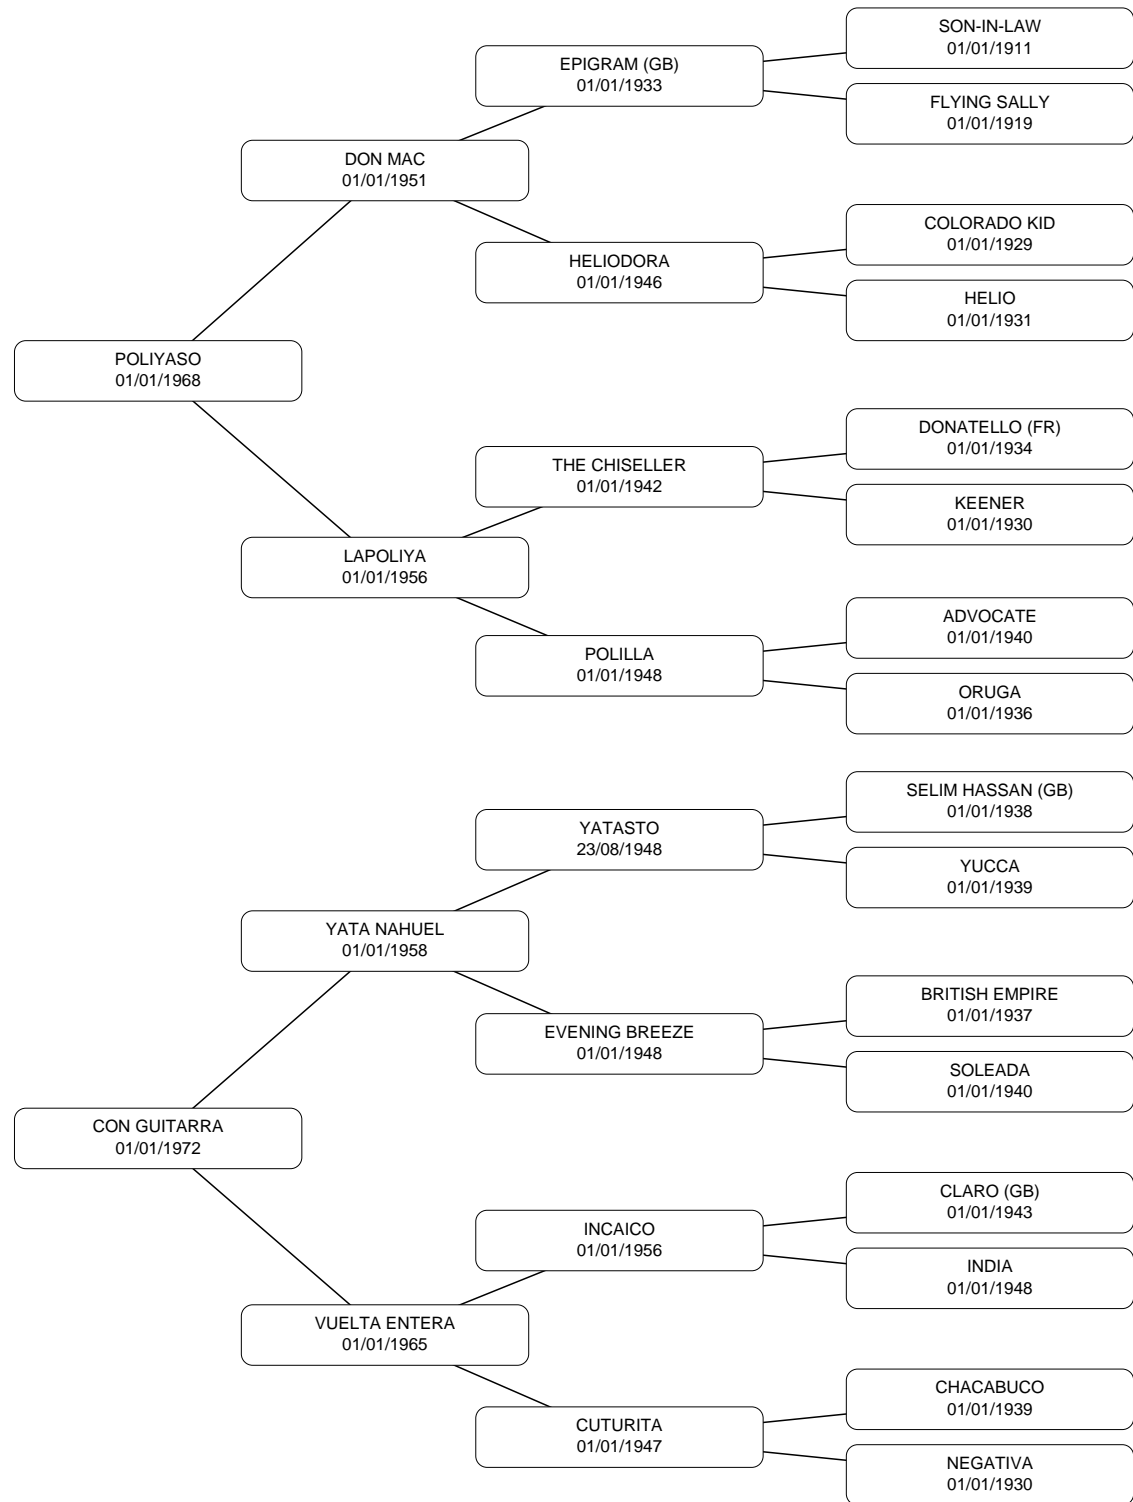 SON-IN-LAW
01/01/1911
EPIGRAM (GB)
01/01/1933
FLYING SALLY
01/01/1919
DON MAC
01/01/1951
COLORADO KID
01/01/1929
HELIODORA
01/01/1946
HELIO
01/01/1931
POLIYASO
01/01/1968
DONATELLO (FR)
01/01/1934
THE CHISELLER
01/01/1942
KEENER
01/01/1930
LAPOLIYA
01/01/1956
ADVOCATE
01/01/1940
POLILLA
01/01/1948
ORUGA
01/01/1936
SELIM HASSAN (GB)
01/01/1938
YATASTO
23/08/1948
YUCCA
01/01/1939
YATA NAHUEL
01/01/1958
BRITISH EMPIRE
01/01/1937
EVENING BREEZE
01/01/1948
SOLEADA
01/01/1940
CON GUITARRA
01/01/1972
CLARO (GB)
01/01/1943
INCAICO
01/01/1956
INDIA
01/01/1948
VUELTA ENTERA
01/01/1965
CHACABUCO
01/01/1939
CUTURITA
01/01/1947
NEGATIVA
01/01/1930